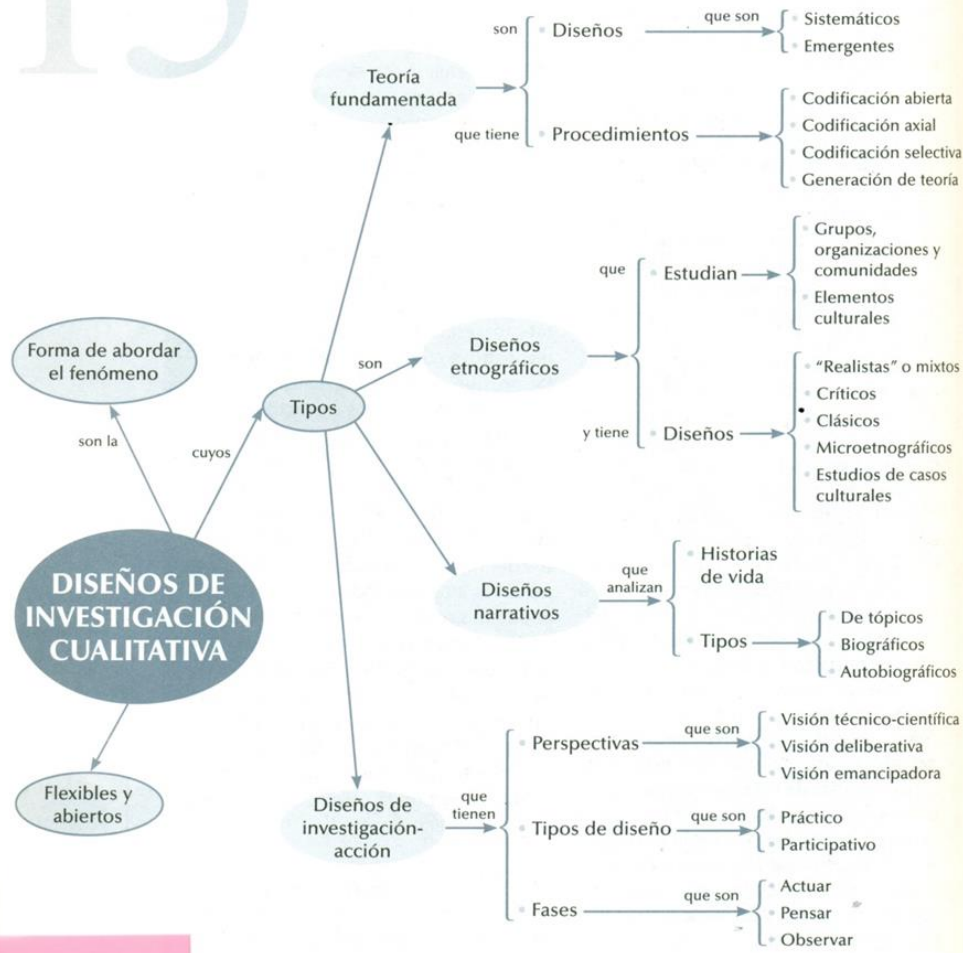 15
son
Diseños
que son
Sistemáticos
Emergentes
Teoría
fundamentada
que tiene
Procedimientos
Codificación abierta
Codificación axial
Codificación selectiva
Generación de teoría
que
Estudian
Grupos,
organizaciones y
comunidades
Elementos
culturales
Diseños
etnográficos
y tiene
Diseños
"Realistas" o mixtos
Críticos
Clásicos
Microetnográficos
Estudios de casos
culturales
Forma de abordar
el fenómeno
son la
cuyos
Tipos
son
DISEÑOS DE
INVESTIGACIÓN
CUALITATIVA
Flexibles y
abiertos
Diseños
narrativos
que
analizan
Historias
de vida
Tipos
De tópicos
Biográficos
Autobiográficos
Diseños de
investigación-
acción
que
tienen
Perspectivas
que son
Visión técnico-científica
Visión deliberativa
Visión emancipadora
Tipos de diseño
que son
Práctico
Participativo
Fases
que son
Actuar
Pensar
Observar